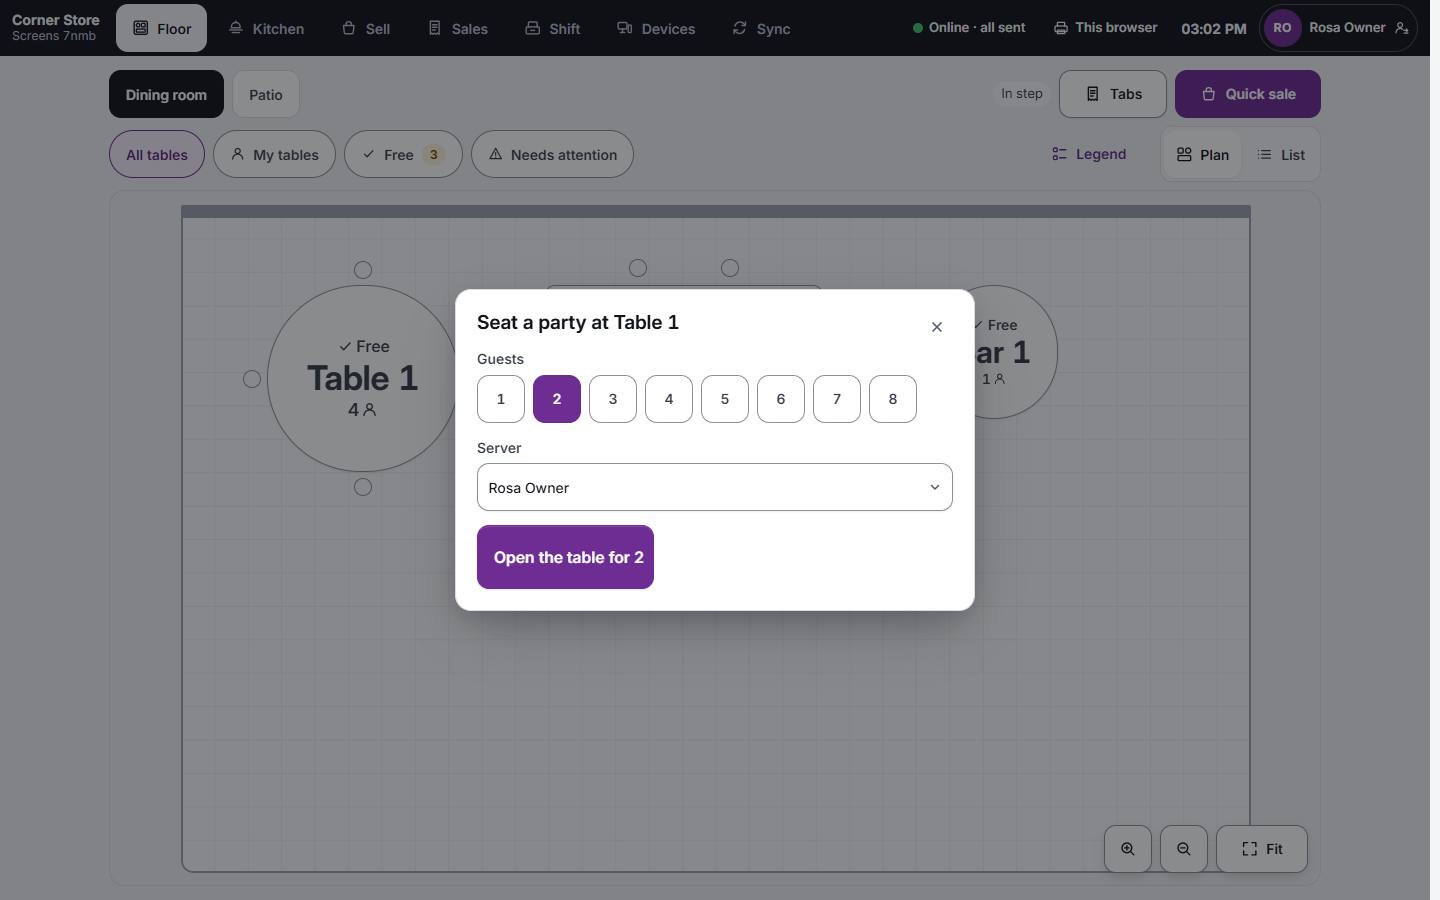 Corner Store
Screens 7nmb
Floor
Kitchen
Sell
Sales
Shift
Devices
Sync
Online · all sent
This browser
03:02 PM
RO
Rosa Owner
Dining room
Patio
In step
Tabs
Quick sale
All tables
My tables
Free 3
Needs attention
Legend
Plan
List
Free
Table 1
4
Free
ar 1
1
Seat a party at Table 1
Guests
1 2 3 4 5 6 7 8
Server
Rosa Owner
Open the table for 2
Fit